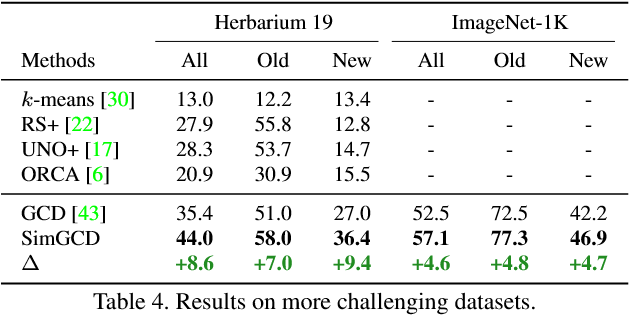 Herbarium 19 ImageNet-1K
Methods All Old New All Old New
k-means [30] 13.0 12.2 13.4 - - -
RS+ [22] 27.9 55.8 12.8 - - -
UNO+ [17] 28.3 53.7 14.7 - - -
ORCA [6] 20.9 30.9 15.5 - - -
GCD [43] 35.4 51.0 27.0 52.5 72.5 42.2
SimGCD 44.0 58.0 36.4 57.1 77.3 46.9
Δ +8.6 +7.0 +9.4 +4.6 +4.8 +4.7
Table 4. Results on more challenging datasets.